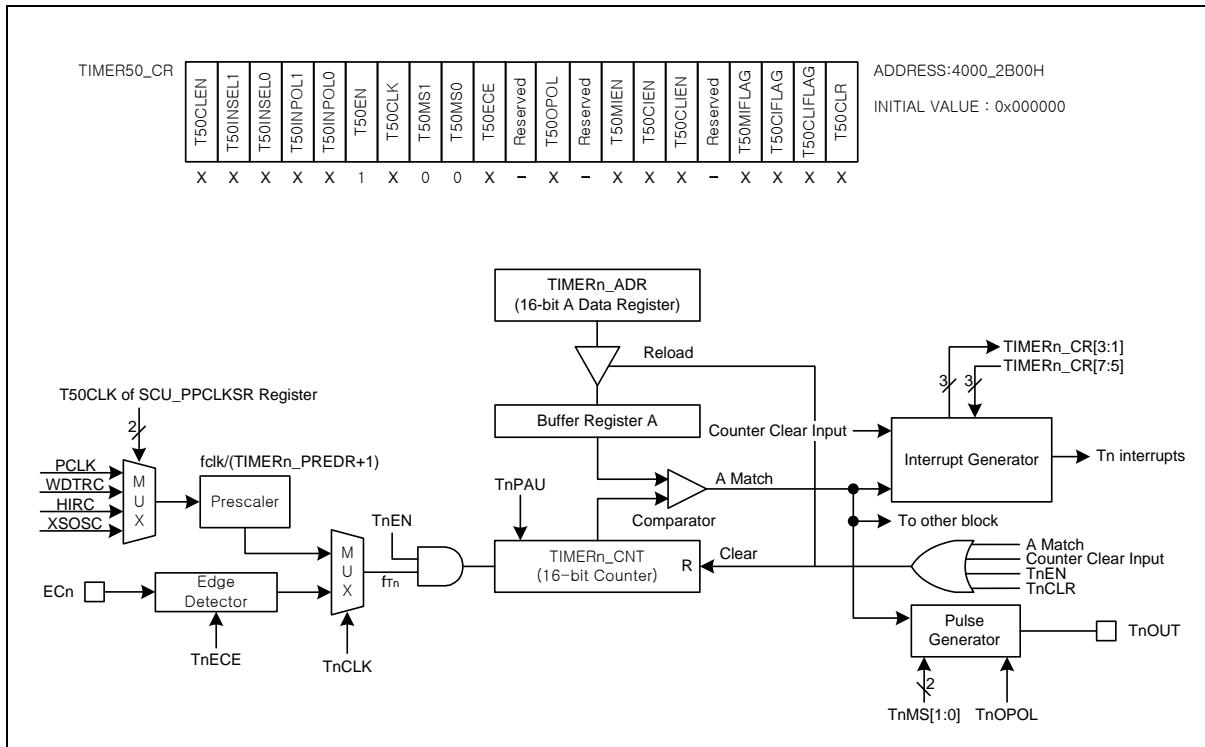 TIMER50_CR
T50CLEN
T50INSEL1
T50INSEL0
T50INPOL1
T50INPOL0
T50EN
T50CLK
T50MS1
T50MS0
T50ECE
Reserved
T50OPOL
Reserved
T50MIEN
T50CIEN
T50CLIEN
Reserved
T50MIFLAG
T50CIFLAG
T50CLIFLAG
T50CLR
ADDRESS:4000_2B00H
INITIAL VALUE : 0x000000
X X X X X 1 X 0 0 X - X - X X X - X X X X
TIMERn_ADR
(16-bit A Data Register)
Reload
Buffer Register A
TIMERn_CR[3:1]
TIMERn_CR[7:5]
3 3
T50CLK of SCU_PPCLKSR Register
2
PCLK
WDTRC
HIRC
XSOSC
MUX
fclk/(TIMERn_PREDR+1)
Prescaler
Counter Clear Input
Interrupt Generator
Tn interrupts
A Match
Comparator
To other block
TnPAU
TnEN
TIMERn_CNT
(16-bit Counter)
R
Clear
A Match
Counter Clear Input
TnEN
TnCLR
MUX
fTn
ECn
Edge
Detector
TnECE
TnCLK
Pulse
Generator
TnOUT
2
TnMS[1:0]
TnOPOL